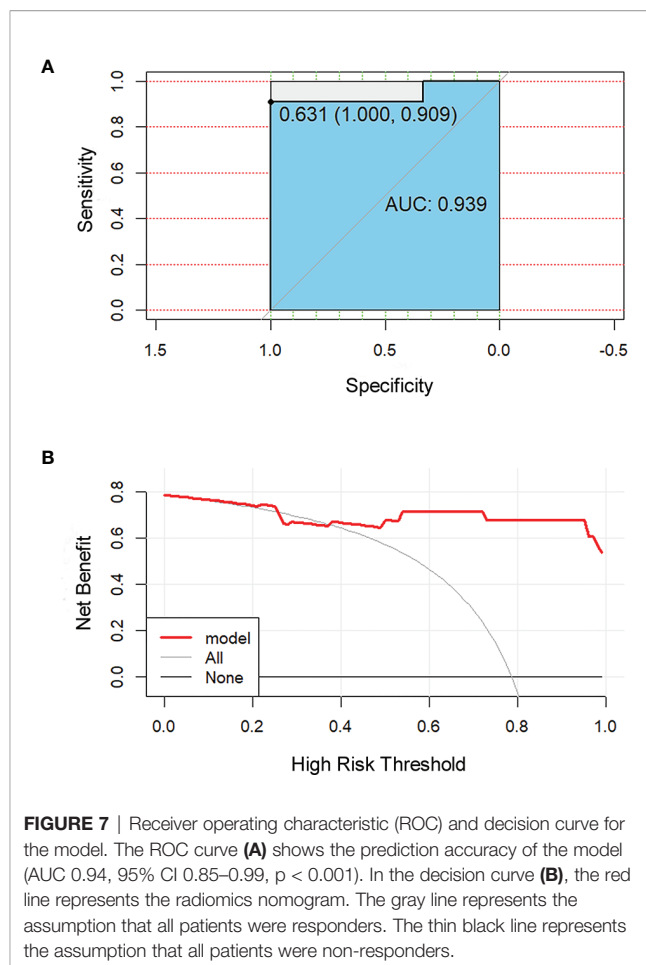 A
1.0
0.8
0.6
0.4
0.2
0.0
Sensitivity
0.631 (1.000, 0.909)
AUC: 0.939
1.5 1.0 0.5 0.0 -0.5
Specificity
B
0.8
0.6
0.4
0.2
0.0
Net Benefit
model
All
None
0.0 0.2 0.4 0.6 0.8 1.0
High Risk Threshold
FIGURE 7 | Receiver operating characteristic (ROC) and decision curve for
the model. The ROC curve (A) shows the prediction accuracy of the model
(AUC 0.94, 95% CI 0.85–0.99, p < 0.001). In the decision curve (B), the red
line represents the radiomics nomogram. The gray line represents the
assumption that all patients were responders. The thin black line represents
the assumption that all patients were non-responders.